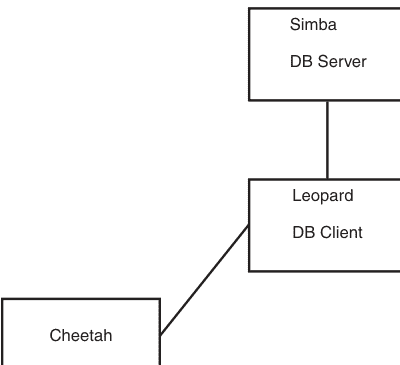 Simba
DB Server
Leopard
DB Client
Cheetah